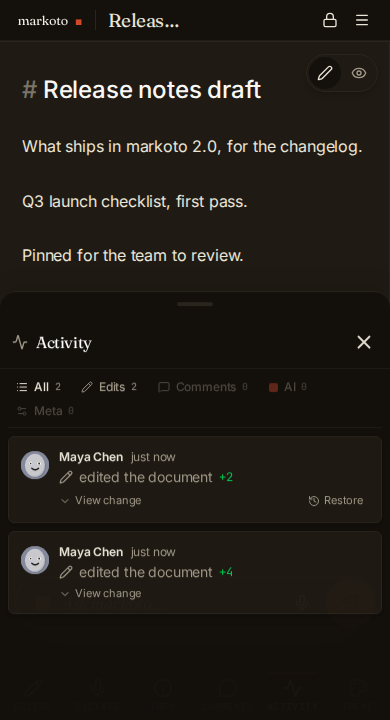 markoto
Releas...
# Release notes draft
What ships in markoto 2.0, for the changelog.
Q3 launch checklist, first pass.
Pinned for the team to review.
Activity
All 2 Edits 2 Comments 0 AI 0
Meta 0
Maya Chen just now
edited the document +2
View change Restore
Maya Chen just now
edited the document +4
View change